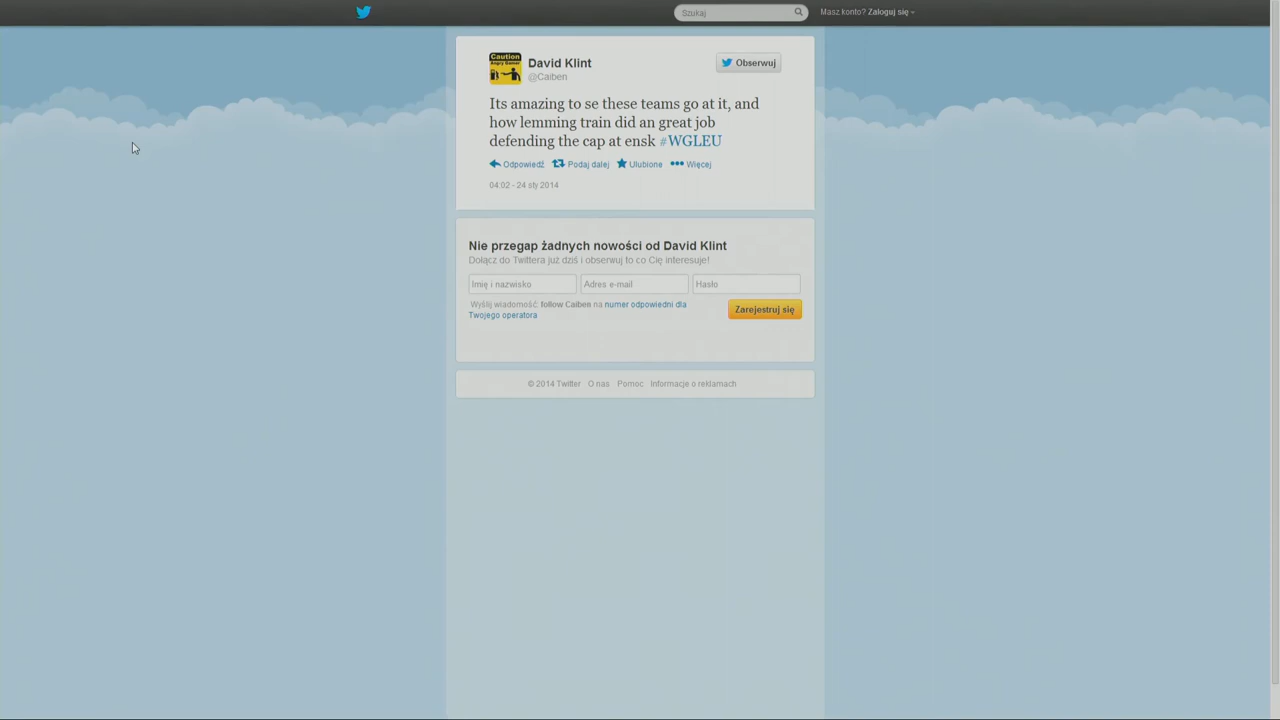 Szukaj
Masz konto? Zaloguj się
Caution
Angry Gamer
David Klint
@Caiben
Obserwuj
Its amazing to se these teams go at it, and
how lemming train did an great job
defending the cap at ensk #WGLEU
Odpowiedź Podaj dalej Ulubione Więcej
04:02 - 24 sty 2014
Nie przegap żadnych nowości od David Klint
Dołącz do Twittera już dziś i obserwuj to co Cię interesuje!
Imię i nazwisko Adres e-mail Hasło
Wyślij wiadomość: follow Caiben na numer odpowiedni dla
Twojego operatora
Zarejestruj się
© 2014 Twitter O nas Pomoc Informacje o reklamach